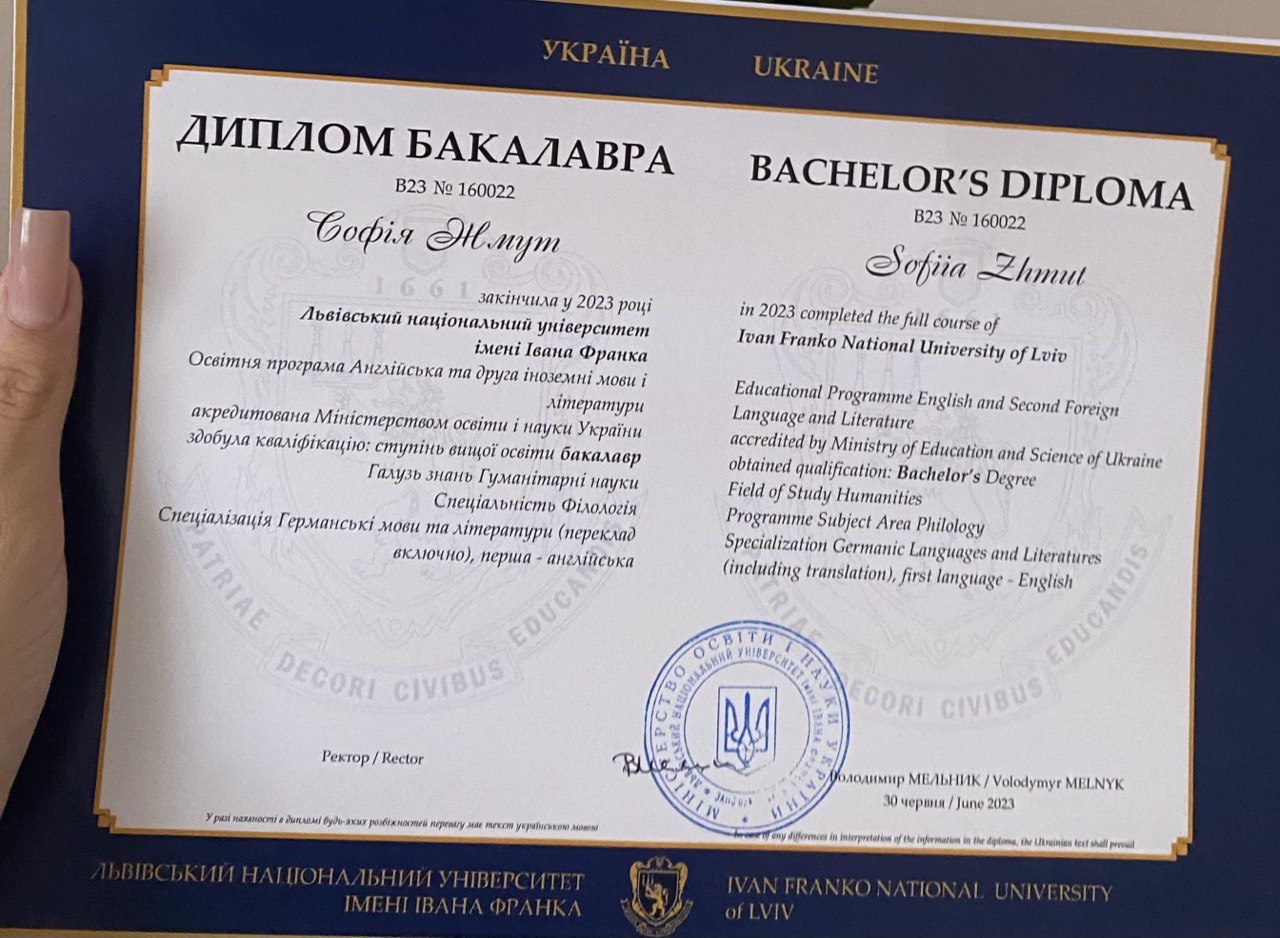 УКРАЇНА
UKRAINE
ДИПЛОМ БАКАЛАВРА
B23 № 160022
Софія Жмут
1661
закінчила у 2023 році
Львівський національний університет
імені Івана Франка
Освітня програма Англійська та друга іноземні мови і
літератури
акредитована Міністерством освіти і науки України
здобула кваліфікацію: ступінь вищої освіти бакалавр
Галузь знань Гуманітарні науки
Спеціальність Філологія
Спеціалізація Германські мови та літератури (переклад
включно), перша - англійська
PATRIAE DECORI CIVIBUS EDUCANDIS
BACHELOR'S DIPLOMA
B23 № 160022
Sofiia Zhmut
in 2023 completed the full course of
Ivan Franko National University of Lviv
Educational Programme English and Second Foreign
Language and Literature
accredited by Ministry of Education and Science of Ukraine
obtained qualification: Bachelor's Degree
Field of Study Humanities
Programme Subject Area Philology
Specialization Germanic Languages and Literatures
(including translation), first language - English
PATRIAE DECORI CIVIBUS EDUCANDIS
МІНІСТЕРСТВО ОСВІТИ І НАУКИ УКРАЇНИ
ЛЬВІВСЬКИЙ НАЦІОНАЛЬНИЙ УНІВЕРСИТЕТ ІМЕНІ ІВАНА ФРАНКА
Ректор / Rector
Володимир МЕЛЬНИК / Volodymyr MELNYK
30 червня / June 2023
У разі наявності в дипломі будь-яких розбіжностей перевагу має текст українською мовою
In case of any differences in interpretation of the information in the diploma, the Ukrainian text shall prevail
ЛЬВІВСЬКИЙ НАЦІОНАЛЬНИЙ УНІВЕРСИТЕТ
ІМЕНІ ІВАНА ФРАНКА
IVAN FRANKO NATIONAL UNIVERSITY
of LVIV